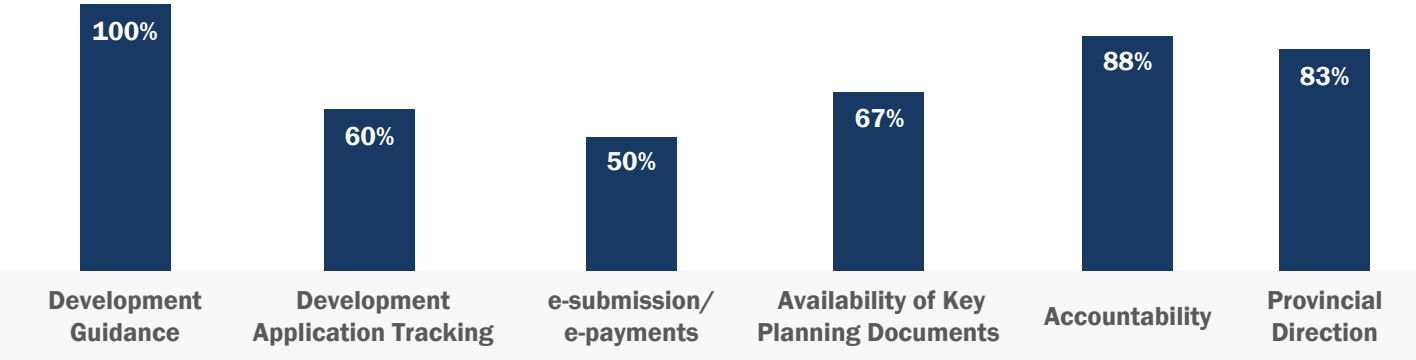 100%
60%
50%
67%
88%
83%
Development
Guidance
Development
Application Tracking
e-submission/
e-payments
Availability of Key
Planning Documents
Accountability
Provincial
Direction